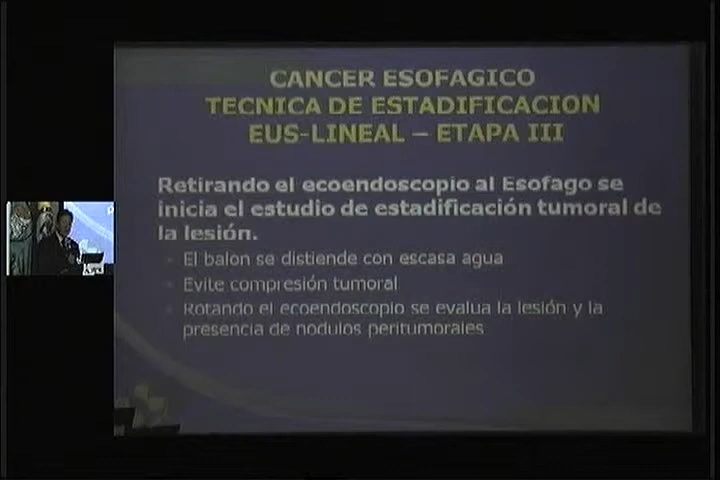 CANCER ESOFAGICO
TECNICA DE ESTADIFICACION
EUS-LINEAL – ETAPA III
Retirando el ecoendoscopio al Esofago se
inicia el estudio de estadificación tumoral de
la lesión.
El balon se distiende con escasa agua
Evite compresión tumoral
Rotando el ecoendoscopio se evalua la lesión y la
presencia de nodulos peritumorales